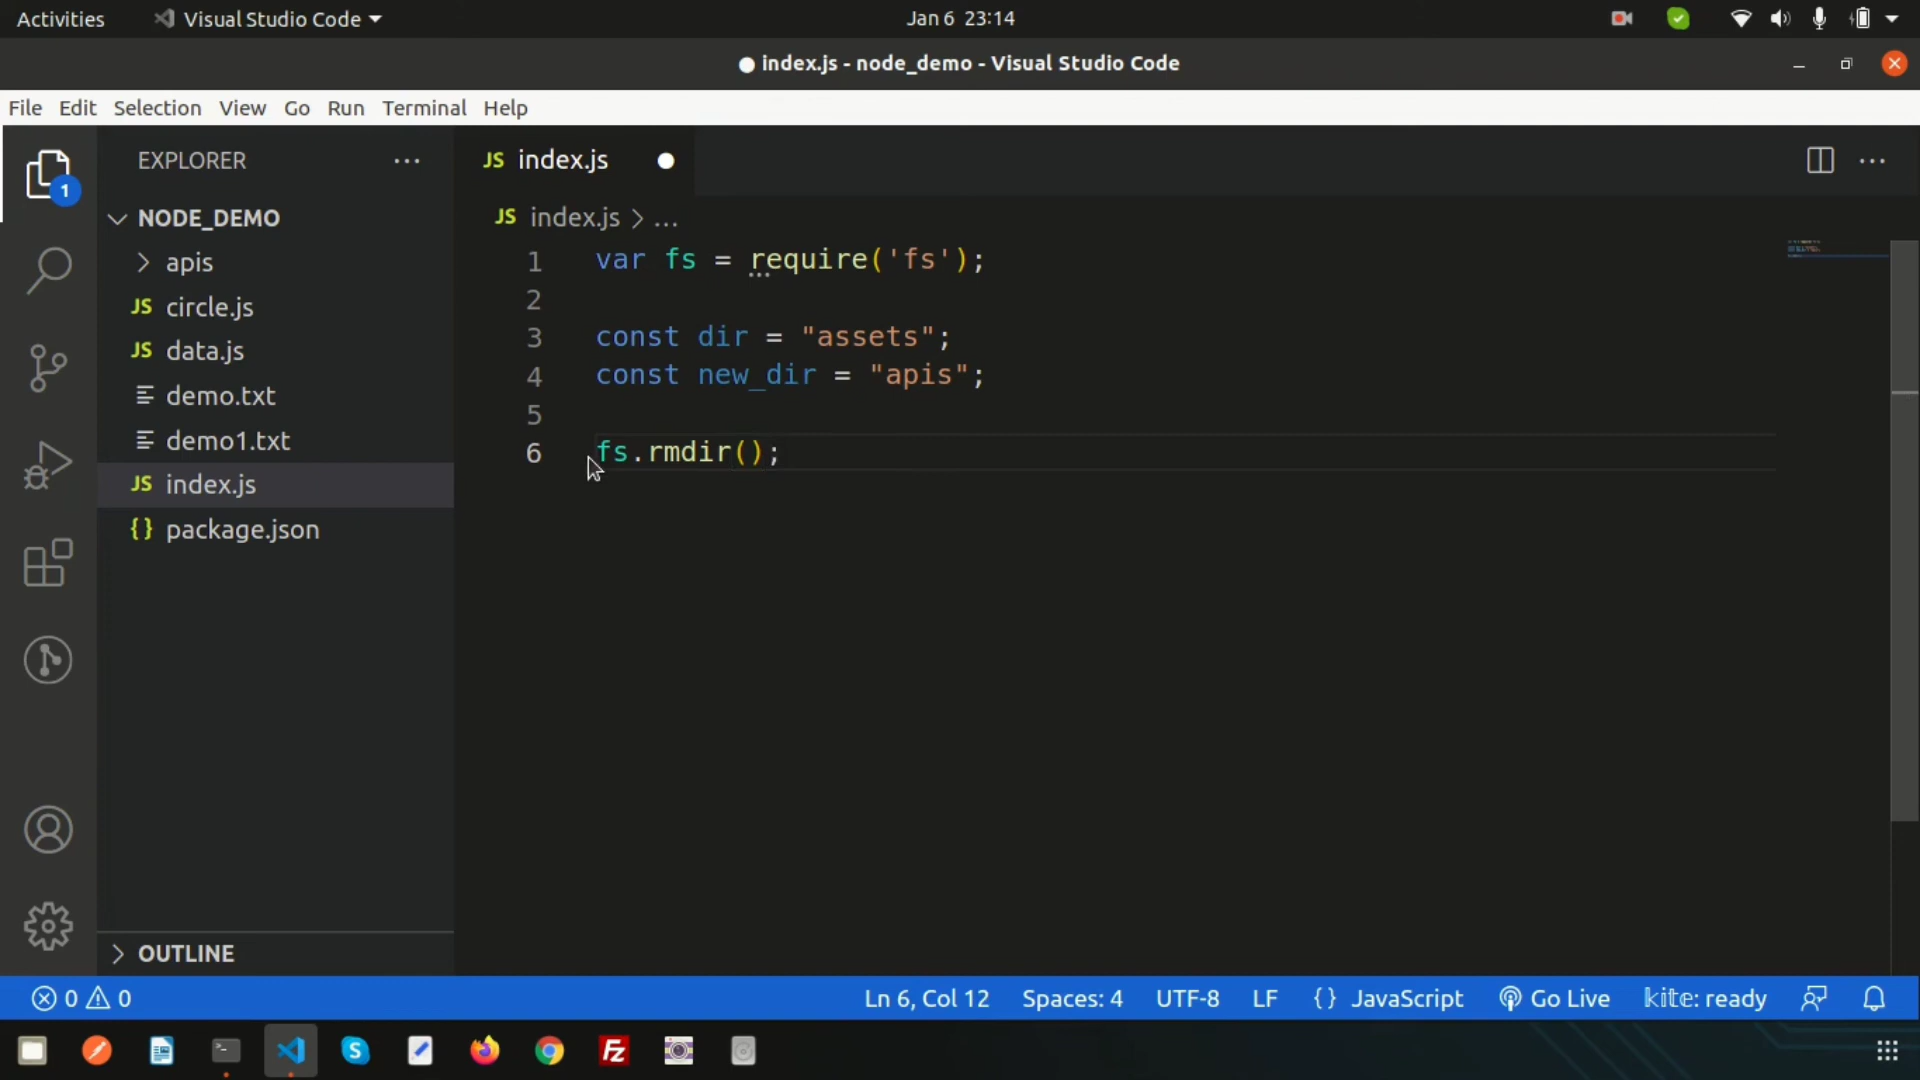 Activities
Visual Studio Code
Jan 6 23:14
index.js - node_demo - Visual Studio Code
File Edit Selection View Go Run Terminal Help
1
EXPLORER
JS index.js
NODE_DEMO
apis
JS circle.js
JS data.js
demo.txt
demo1.txt
JS index.js
{} package.json
OUTLINE
JS index.js > ...
1 var fs = require('fs');
2
3 const dir = "assets";
4 const new_dir = "apis";
5
6 fs.rmdir();
0 0
Ln 6, Col 12
Spaces: 4
UTF-8
LF
{} JavaScript
Go Live
kite: ready